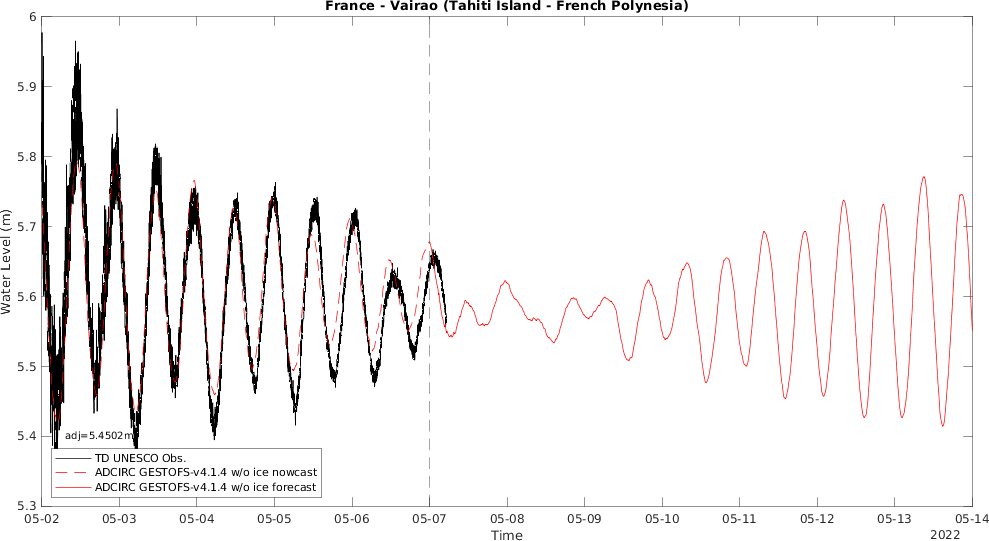 France - Vairao (Tahiti Island - French Polynesia)
6
5.9
5.8
5.7
5.6
5.5
5.4
5.3
Water Level (m)
adj=5.4502m
TD UNESCO Obs.
ADCIRC GESTOFS-v4.1.4 w/o ice nowcast
ADCIRC GESTOFS-v4.1.4 w/o ice forecast
05-02 05-03 05-04 05-05 05-06 05-07 05-08 05-09 05-10 05-11 05-12 05-13 05-14
Time
2022